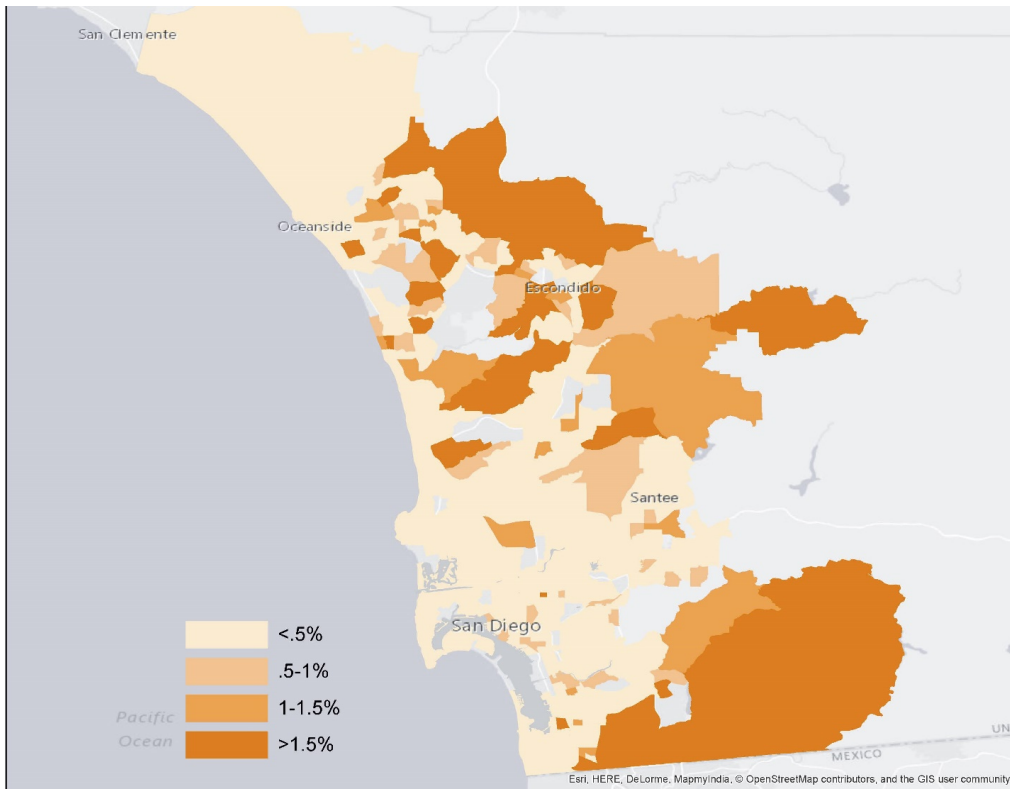 San Clemente
Oceanside
Escondido
Santee
San Diego
<.5%
.5-1%
1-1.5%
>1.5%
Pacific
Ocean
UN
MEXICO
Esri, HERE, DeLorme, MapmyIndia, © OpenStreetMap contributors, and the GIS user community